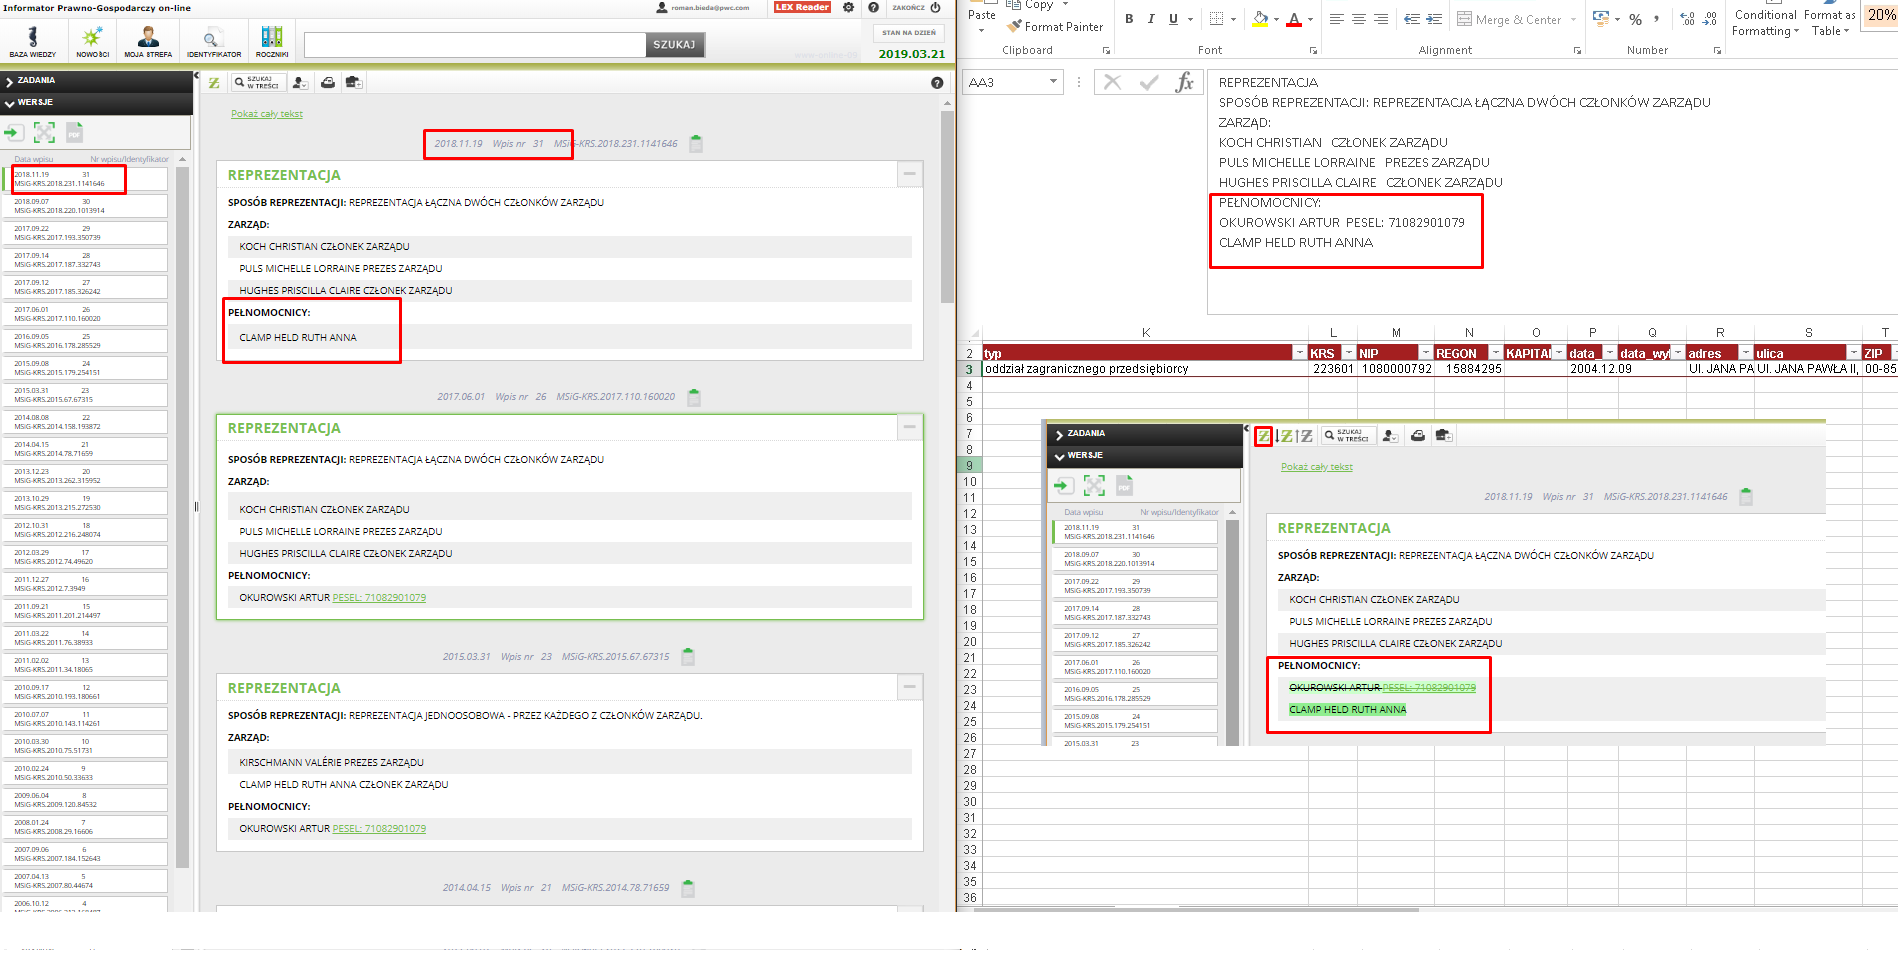 Informator Prawno-Gospodarczy on-line
roman.bieda@pwc.com
LEX Reader
ZAKOŃCZ
BAZA WIEDZY
NOWOŚCI
MOJA STREFA
IDENTYFIKATOR
ROCZNIKI
SZUKAJ
STAN NA DZIEŃ
2019.03.21
ZADANIA
WERSJE
PDF
Data wpisu Nr wpisu/Identyfikator
2018.11.19 31
MSiG-KRS.2018.231.1141646
2018.09.07 30
MSiG-KRS.2018.220.1013914
2017.09.22 29
MSiG-KRS.2017.193.350739
2017.09.14 28
MSiG-KRS.2017.187.332743
2017.09.12 27
MSiG-KRS.2017.185.326242
2017.06.01 26
MSiG-KRS.2017.110.160020
2016.09.05 25
MSiG-KRS.2016.178.285529
2015.09.08 24
MSiG-KRS.2015.179.254151
2015.03.31 23
MSiG-KRS.2015.67.67315
2014.08.08 22
MSiG-KRS.2014.158.193872
2014.04.15 21
MSiG-KRS.2014.78.71659
2013.12.23 20
MSiG-KRS.2013.262.315952
2013.10.29 19
MSiG-KRS.2013.215.272530
2012.10.31 18
MSiG-KRS.2012.216.248074
2012.03.29 17
MSiG-KRS.2012.74.49620
2011.12.27 16
MSiG-KRS.2012.7.3949
2011.09.21 15
MSiG-KRS.2011.201.214497
2011.03.22 14
MSiG-KRS.2011.76.38933
2011.02.02 13
MSiG-KRS.2011.34.18065
2010.09.17 12
MSiG-KRS.2010.193.180661
2010.07.07 11
MSiG-KRS.2010.143.114261
2010.03.30 10
MSiG-KRS.2010.75.51731
2010.02.24 9
MSiG-KRS.2010.50.33633
2009.06.04 8
MSiG-KRS.2009.120.84532
2008.01.24 7
MSiG-KRS.2008.29.16606
2007.09.06 6
MSiG-KRS.2007.184.152643
2007.04.13 5
MSiG-KRS.2007.80.44674
2006.10.12 4
SZUKAJ W TREŚCI
Pokaż cały tekst
2018.11.19 Wpis nr 31 MSiG-KRS.2018.231.1141646
REPREZENTACJA
SPOSÓB REPREZENTACJI: REPREZENTACJA ŁĄCZNA DWÓCH CZŁONKÓW ZARZĄDU
ZARZĄD:
KOCH CHRISTIAN CZŁONEK ZARZĄDU
PULS MICHELLE LORRAINE PREZES ZARZĄDU
HUGHES PRISCILLA CLAIRE CZŁONEK ZARZĄDU
PEŁNOMOCNICY:
CLAMP HELD RUTH ANNA
2017.06.01 Wpis nr 26 MSiG-KRS.2017.110.160020
REPREZENTACJA
SPOSÓB REPREZENTACJI: REPREZENTACJA ŁĄCZNA DWÓCH CZŁONKÓW ZARZĄDU
ZARZĄD:
KOCH CHRISTIAN CZŁONEK ZARZĄDU
PULS MICHELLE LORRAINE PREZES ZARZĄDU
HUGHES PRISCILLA CLAIRE CZŁONEK ZARZĄDU
PEŁNOMOCNICY:
OKUROWSKI ARTUR PESEL: 71082901079
2015.03.31 Wpis nr 23 MSiG-KRS.2015.67.67315
REPREZENTACJA
SPOSÓB REPREZENTACJI: REPREZENTACJA JEDNOOSOBOWA - PRZEZ KAŻDEGO Z CZŁONKÓW ZARZĄDU.
ZARZĄD:
KIRSCHMANN VALÉRIE PREZES ZARZĄDU
CLAMP HELD RUTH ANNA CZŁONEK ZARZĄDU
PEŁNOMOCNICY:
OKUROWSKI ARTUR PESEL: 71082901079
2014.04.15 Wpis nr 21 MSiG-KRS.2014.78.71659
Paste
Copy
Format Painter
Clipboard
B I U
Font
Merge & Center
Alignment
%
Number
Conditional Formatting
Format as Table
20%
AA3
fx
REPREZENTACJA
SPOSÓB REPREZENTACJI: REPREZENTACJA ŁĄCZNA DWÓCH CZŁONKÓW ZARZĄDU
ZARZĄD:
KOCH CHRISTIAN CZŁONEK ZARZĄDU
PULS MICHELLE LORRAINE PREZES ZARZĄDU
HUGHES PRISCILLA CLAIRE CZŁONEK ZARZĄDU
PEŁNOMOCNICY:
OKUROWSKI ARTUR PESEL: 71082901079
CLAMP HELD RUTH ANNA
K L M N O P Q R S T
2 typ KRS NIP REGON KAPITAŁ data_ data_wy adres ulica ZIP
3 oddział zagranicznego przedsiębiorcy 223601 1080000792 15884295 2004.12.09 Ul. JANA PA Ul. JANA PAWŁA II, 00-85
4
5
6
7
8
9
10
11
12
13
14
15
16
17
18
19
20
21
22
23
24
25
26
27
28
29
30
31
32
33
34
35
36
ZADANIA
WERSJE
PDF
Data wpisu Nr wpisu/Identyfikator
2018.11.19 31
MSiG-KRS.2018.231.1141646
2018.09.07 30
MSiG-KRS.2018.220.1013914
2017.09.22 29
MSiG-KRS.2017.193.350739
2017.09.14 28
MSiG-KRS.2017.187.332743
2017.09.12 27
MSiG-KRS.2017.185.326242
2017.06.01 26
MSiG-KRS.2017.110.160020
2016.09.05 25
MSiG-KRS.2016.178.285529
2015.09.08 24
MSiG-KRS.2015.179.254151
2015.03.31 23
SZUKAJ W TREŚCI
Pokaż cały tekst
2018.11.19 Wpis nr 31 MSiG-KRS.2018.231.1141646
REPREZENTACJA
SPOSÓB REPREZENTACJI: REPREZENTACJA ŁĄCZNA DWÓCH CZŁONKÓW ZARZĄDU
ZARZĄD:
KOCH CHRISTIAN CZŁONEK ZARZĄDU
PULS MICHELLE LORRAINE PREZES ZARZĄDU
HUGHES PRISCILLA CLAIRE CZŁONEK ZARZĄDU
PEŁNOMOCNICY:
OKUROWSKI ARTUR PESEL: 71082901079
CLAMP HELD RUTH ANNA